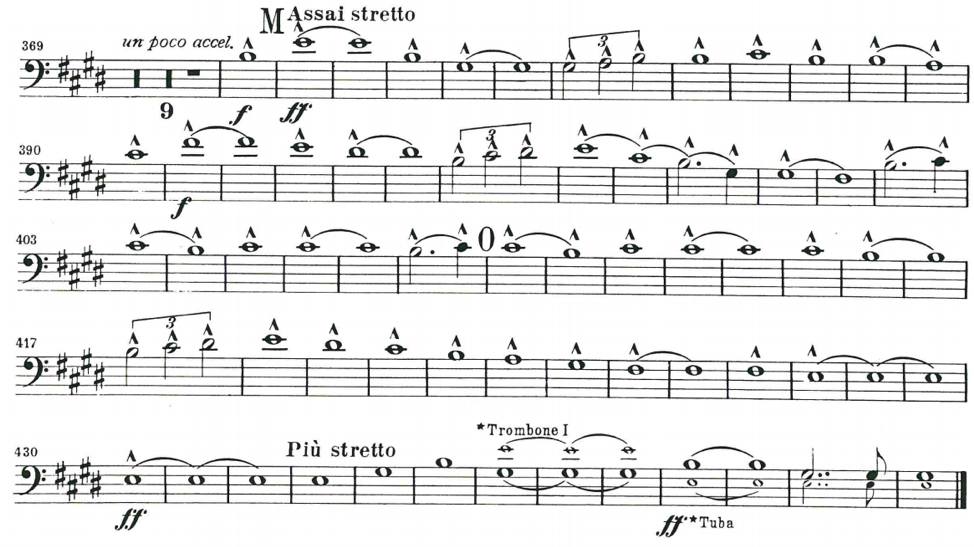 M Assai stretto
369 un poco accel.
9 f ff
3
390
3
f
403 O
417
3
430 Più stretto *Trombone I
ff ff *Tuba